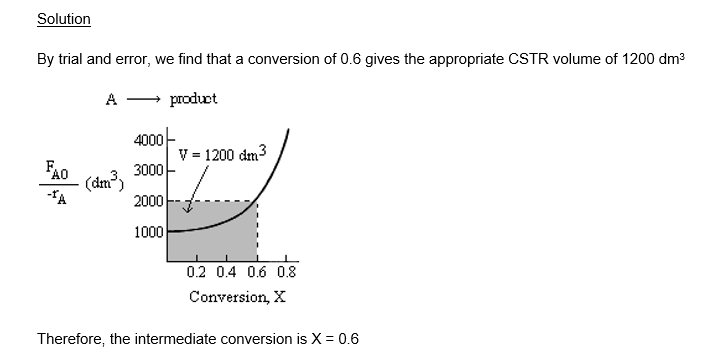 Solution
By trial and error, we find that a conversion of 0.6 gives the appropriate CSTR volume of 1200 dm³
A ⟶ product
4000
V = 1200 dm³
3000
F_A0 / -r_A (dm³)
2000
1000
0.2 0.4 0.6 0.8
Conversion, X
Therefore, the intermediate conversion is X = 0.6